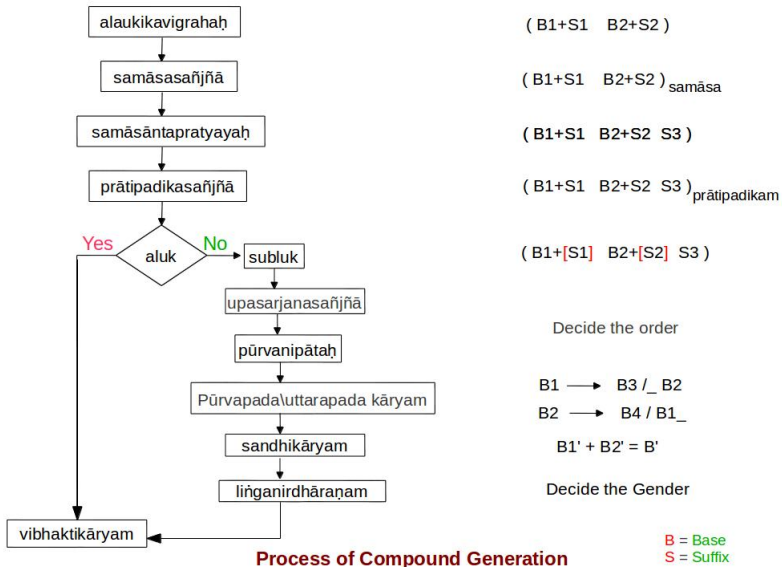 alaukikavigrahaḥ ( B1+S1 B2+S2 )
samāsasañjñā ( B1+S1 B2+S2 ) samāsa
samāsāntapratyayaḥ ( B1+S1 B2+S2 S3 )
prātipadikasañjñā ( B1+S1 B2+S2 S3 ) prātipadikam
Yes aluk No subluk ( B1+[S1] B2+[S2] S3 )
upasarjanasañjñā
Decide the order
pūrvanipātaḥ
Pūrvapada\uttarapada kāryam
B1 → B3 /_ B2
B2 → B4 / B1_
sandhikāryam B1' + B2' = B'
liṅganirdhāraṇam Decide the Gender
vibhaktikāryam
B = Base
S = Suffix
Process of Compound Generation